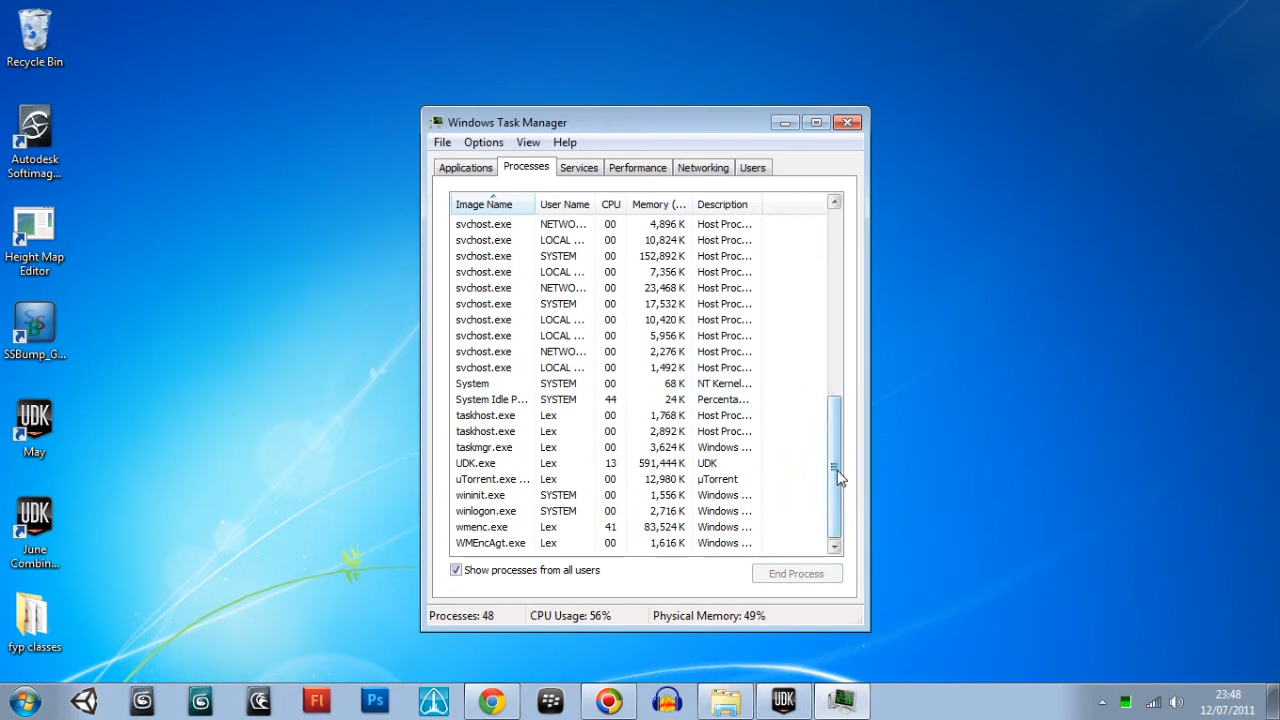 Recycle Bin
Autodesk
Softimag...
Height Map
Editor
SSBump_G...
UDK
May
UDK
June
Combin...
fyp classes
Windows Task Manager
File Options View Help
Applications Processes Services Performance Networking Users
Image Name User Name CPU Memory (... Description
svchost.exe NETWO... 00 4,896 K Host Proc...
svchost.exe LOCAL ... 00 10,824 K Host Proc...
svchost.exe SYSTEM 00 152,892 K Host Proc...
svchost.exe LOCAL ... 00 7,356 K Host Proc...
svchost.exe NETWO... 00 23,468 K Host Proc...
svchost.exe SYSTEM 00 17,532 K Host Proc...
svchost.exe LOCAL ... 00 10,420 K Host Proc...
svchost.exe LOCAL ... 00 5,956 K Host Proc...
svchost.exe NETWO... 00 2,276 K Host Proc...
svchost.exe LOCAL ... 00 1,492 K Host Proc...
System SYSTEM 00 68 K NT Kernel...
System Idle P... SYSTEM 44 24 K Percenta...
taskhost.exe Lex 00 1,768 K Host Proc...
taskhost.exe Lex 00 2,892 K Host Proc...
taskmgr.exe Lex 00 3,624 K Windows ...
UDK.exe Lex 13 591,444 K UDK
uTorrent.exe ... Lex 00 12,980 K µTorrent
wininit.exe SYSTEM 00 1,556 K Windows ...
winlogon.exe SYSTEM 00 2,716 K Windows ...
wmenc.exe Lex 41 83,524 K Windows ...
WMEncAgt.exe Lex 00 1,616 K Windows ...
Show processes from all users
End Process
Processes: 48 CPU Usage: 56% Physical Memory: 49%
Fl Ps UDK
23:48
12/07/2011